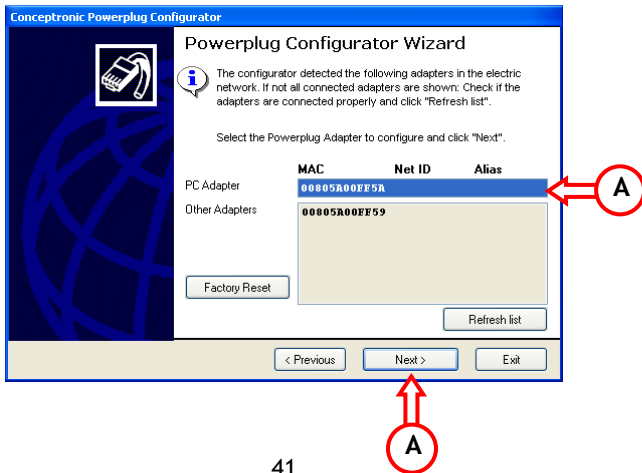 Conceptronic Powerplug Configurator
Powerplug Configurator Wizard
The configurator detected the following adapters in the electric
network. If not all connected adapters are shown: Check if the
adapters are connected properly and click "Refresh list".
Select the Powerplug Adapter to configure and click "Next".
MAC Net ID Alias
PC Adapter 00805A00FF5A
A
Other Adapters 00805A00FF59
Factory Reset
Refresh list
< Previous Next > Exit
A
41